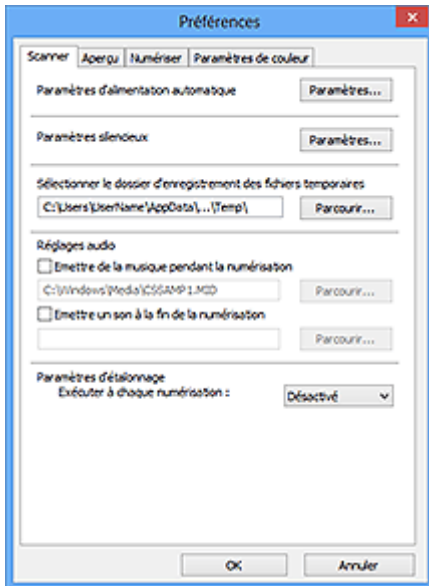 Préférences
Scanner Aperçu Numériser Paramètres de couleur
Paramètres d'alimentation automatique Paramètres...
Paramètres silencieux Paramètres...
Sélectionner le dossier d'enregistrement des fichiers temporaires
C:\Users\UserName\AppData\...\Temp\ Parcourir...
Réglages audio
Emettre de la musique pendant la numérisation
C:\Windows\Media\CSSAMP1.MID Parcourir...
Emettre un son à la fin de la numérisation
Parcourir...
Paramètres d'étalonnage
Exécuter à chaque numérisation : Désactivé
OK Annuler